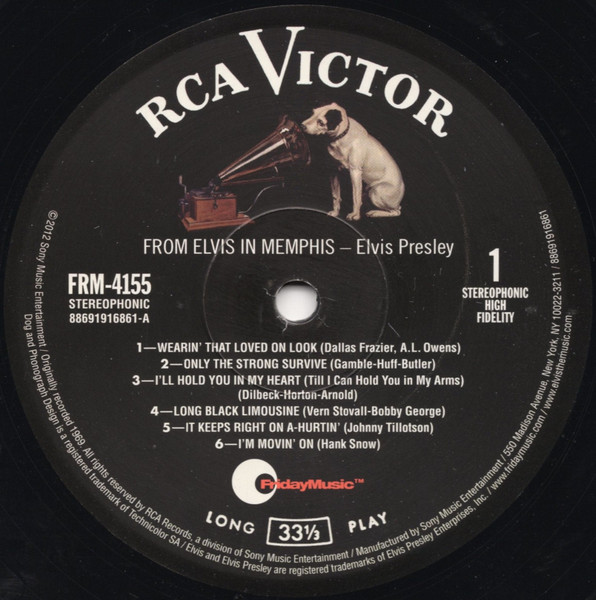 RCA VICTOR
FROM ELVIS IN MEMPHIS – Elvis Presley
FRM-4155
STEREOPHONIC
88691916861-A
1
STEREOPHONIC
HIGH
FIDELITY
1—WEARIN' THAT LOVED ON LOOK (Dallas Frazier, A.L. Owens)
2—ONLY THE STRONG SURVIVE (Gamble-Huff-Butler)
3—I'LL HOLD YOU IN MY HEART (Till I Can Hold You in My Arms)
(Dilbeck-Horton-Arnold)
4—LONG BLACK LIMOUSINE (Vern Stovall-Bobby George)
5—IT KEEPS RIGHT ON A-HURTIN' (Johnny Tillotson)
6—I'M MOVIN' ON (Hank Snow)
FridayMusic™
LONG 33⅓ PLAY
©2012 Sony Music Entertainment / Originally recorded 1969. All rights reserved by RCA Records, a division of Sony Music Entertainment / Manufactured by Sony Music Entertainment / 550 Madison Avenue, New York, NY 10022-3211 / 88691916861
Dog and Phonograph Design is a registered trademark of Technicolor SA / Elvis and Elvis Presley are registered trademarks of Elvis Presley Enterprises, Inc. / www.fridaymusic.com / www.elvisthemusic.com